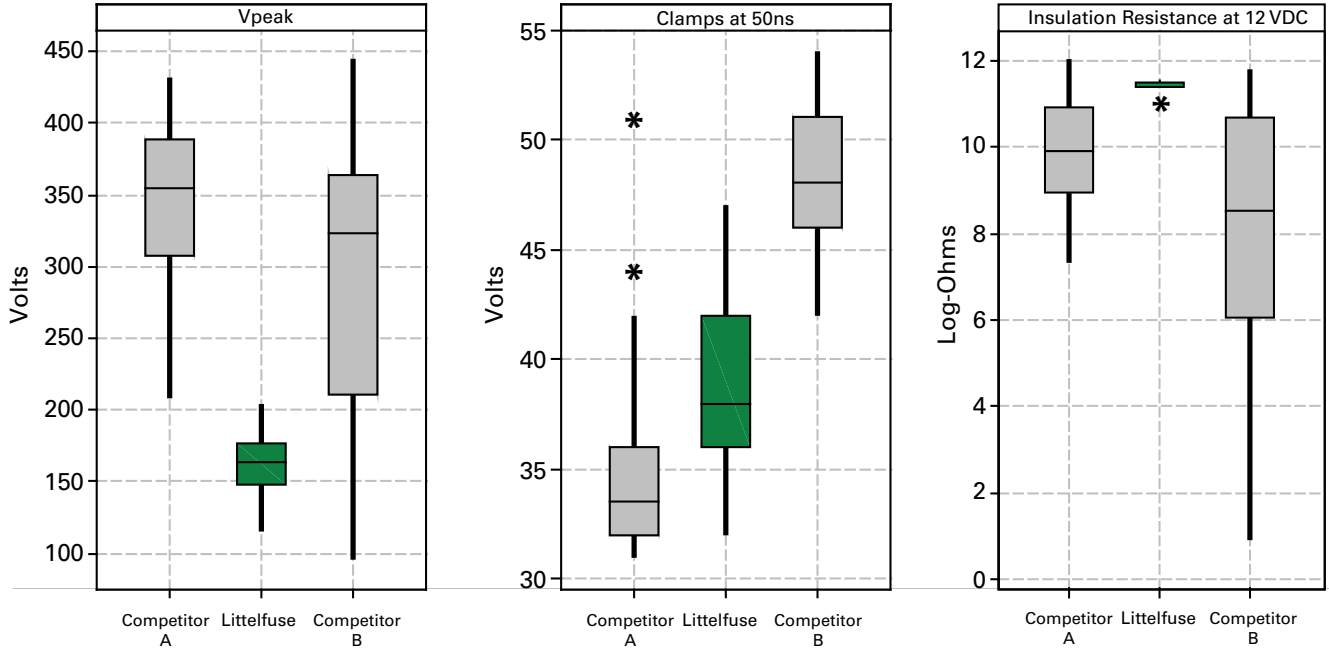 Vpeak
450
400
350
300
250
200
150
100
Volts
Competitor
A
Littelfuse
Competitor
B
Clamps at 50ns
55
50
45
40
35
30
Volts
Competitor
A
Littelfuse
Competitor
B
Insulation Resistance at 12 VDC
12
10
8
6
4
2
0
Log-Ohms
Competitor
A
Littelfuse
Competitor
B